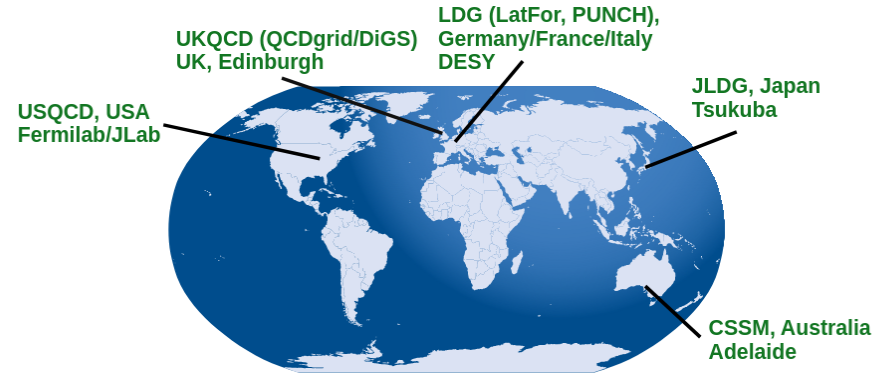 LDG (LatFor, PUNCH),
Germany/France/Italy
DESY
UKQCD (QCDgrid/DiGS)
UK, Edinburgh
JLDG, Japan
Tsukuba
USQCD, USA
Fermilab/JLab
CSSM, Australia
Adelaide